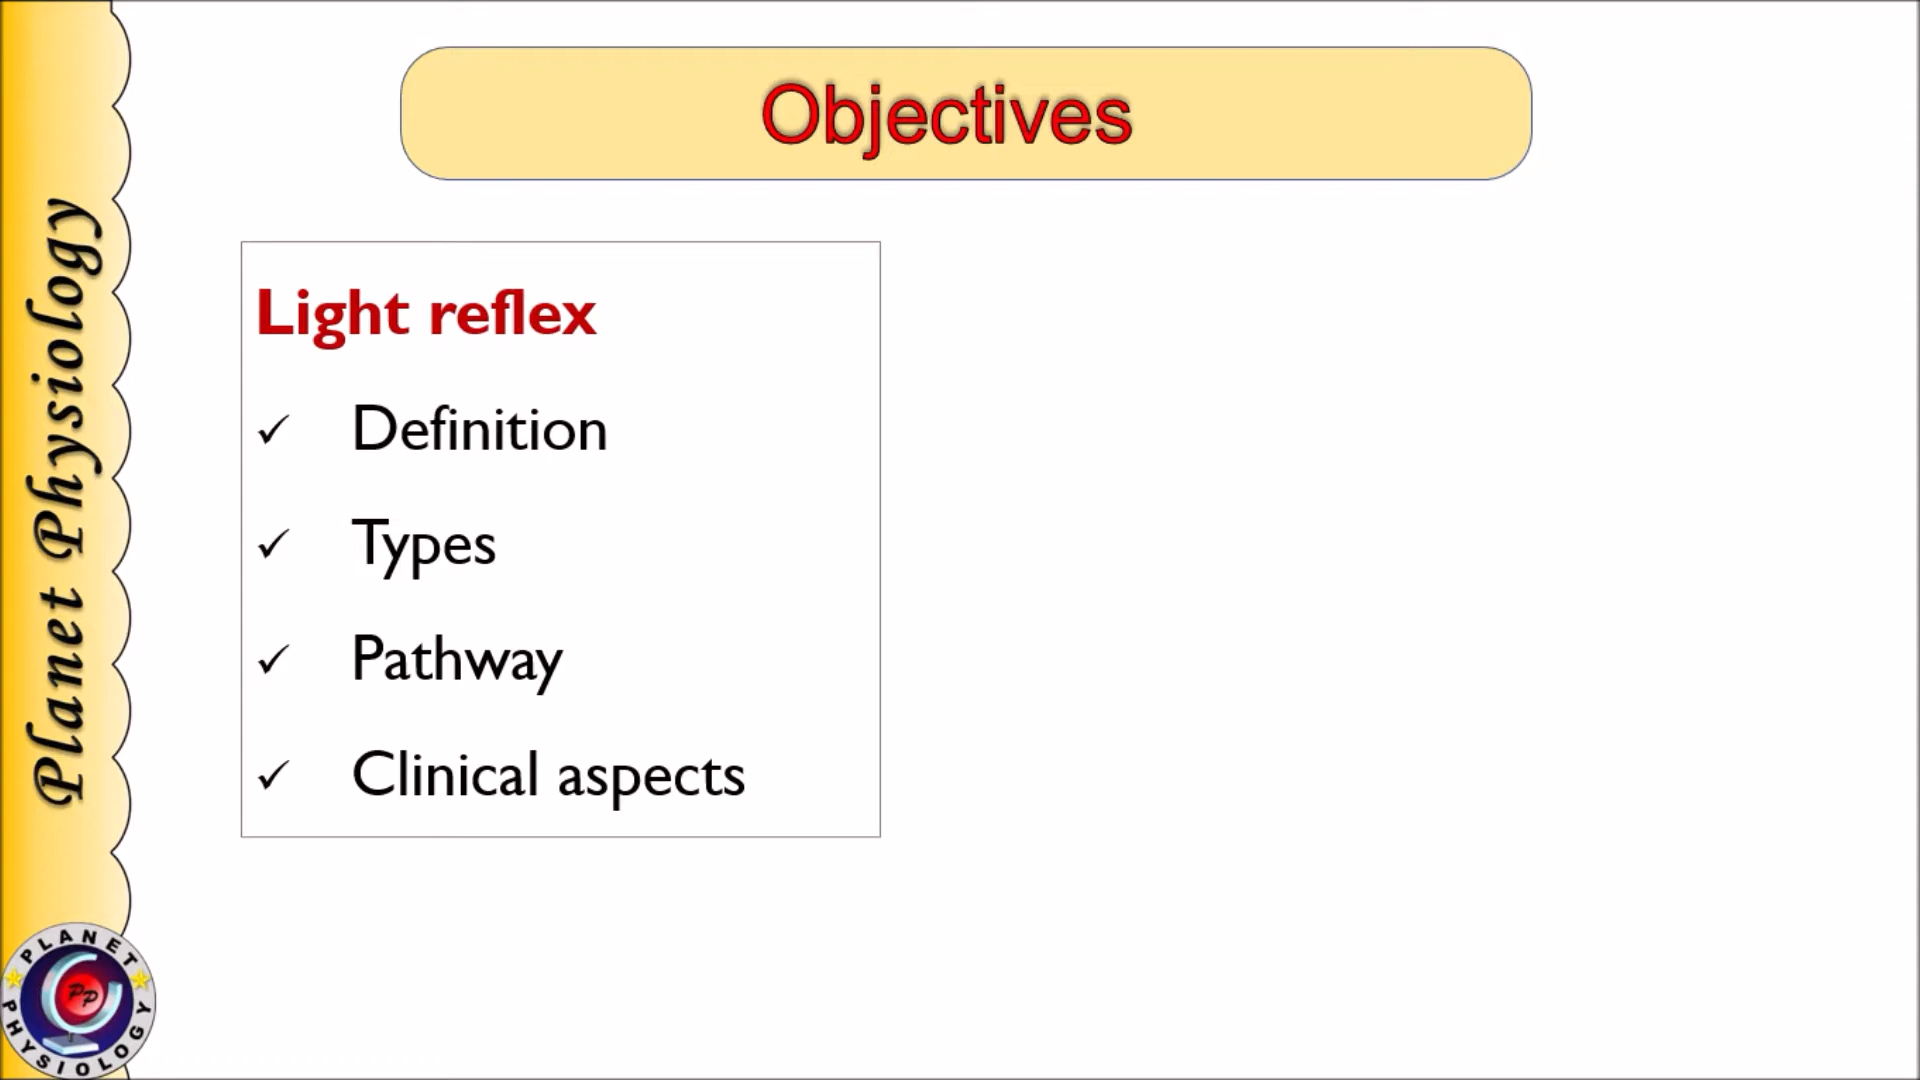 Objectives
Light reflex
✓ Definition
✓ Types
✓ Pathway
✓ Clinical aspects
Planet Physiology
PLANET
PHYSIOLOGY
PP